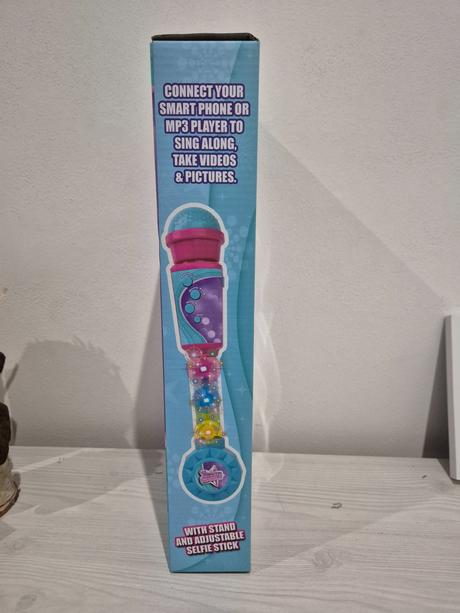 CONNECT YOUR
SMART PHONE OR
MP3 PLAYER TO
SING ALONG,
TAKE VIDEOS
& PICTURES.
WITH STAND
AND ADJUSTABLE
SELFIE STICK